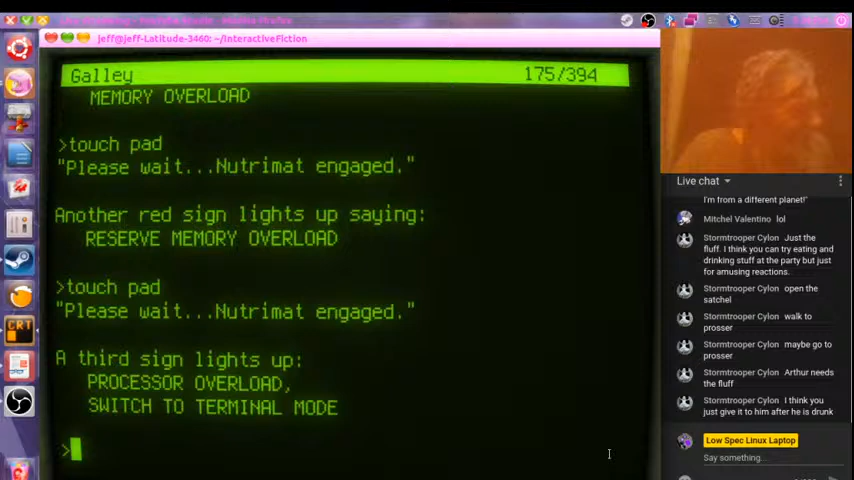 jeff@jeff-Latitude-3460: ~/InteractiveFiction
Galley 175/394
MEMORY OVERLOAD
>touch pad
"Please wait...Nutrimat engaged."
Another red sign lights up saying:
RESERVE MEMORY OVERLOAD
>touch pad
"Please wait...Nutrimat engaged."
A third sign lights up:
PROCESSOR OVERLOAD,
SWITCH TO TERMINAL MODE
>
CRT
Live chat
I'm from a different planet!"
Mitchel Valentino lol
Stormtrooper Cylon Just the
fluff. I think you can try eating and
drinking stuff at the party but just
for amusing reactions.
Stormtrooper Cylon open the
satchel
Stormtrooper Cylon walk to
prosser
Stormtrooper Cylon maybe go to
prosser
Stormtrooper Cylon Arthur needs
the fluff
Stormtrooper Cylon I think you
just give it to him after he is drunk
Low Spec Linux Laptop
Say something...